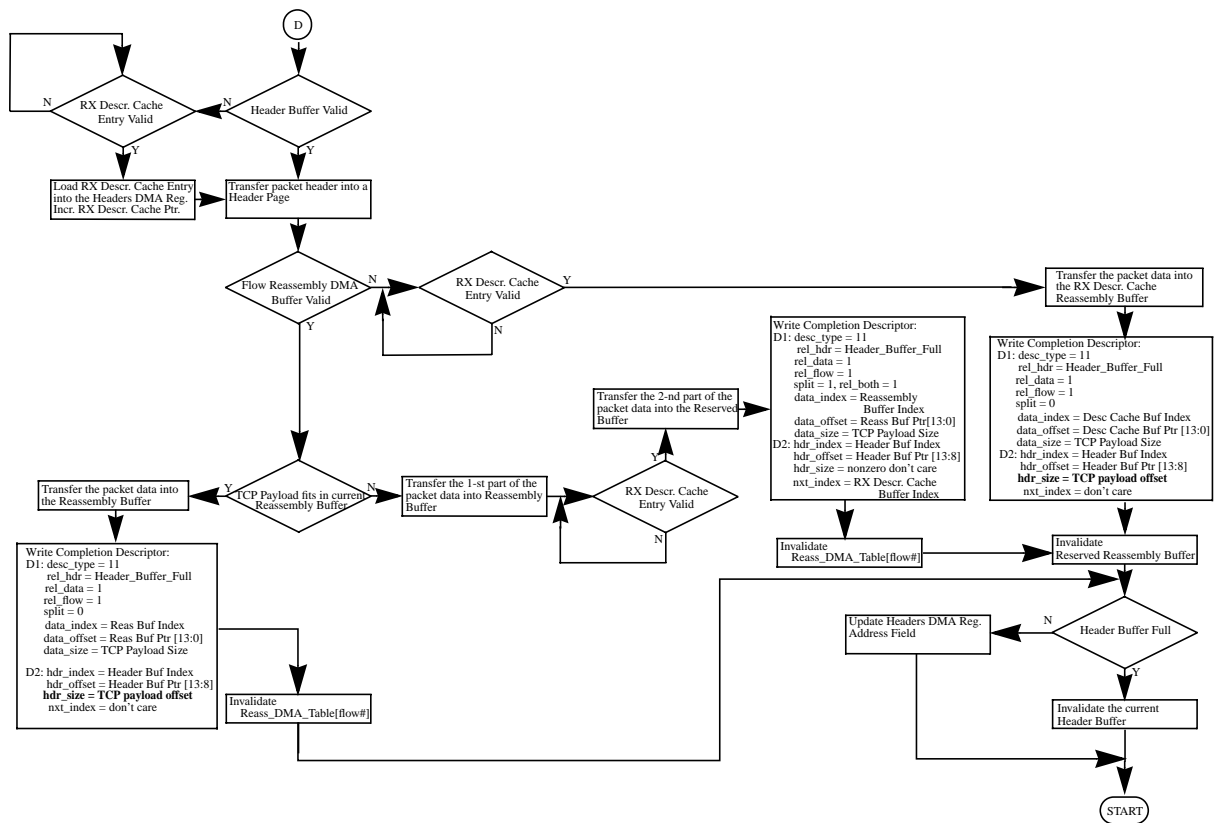 D
N
RX Descr. Cache
Entry Valid
Y
N
Header Buffer Valid
Y
Load RX Descr. Cache Entry
into the Headers DMA Reg.
Incr. RX Descr. Cache Ptr.
Transfer packet header into a
Header Page
Flow Reassembly DMA
Buffer Valid
N
Y
RX Descr. Cache
Entry Valid
Y
N
Transfer the packet data into
the RX Descr. Cache
Reassembly Buffer
Write Completion Descriptor:
D1: desc_type = 11
rel_hdr = Header_Buffer_Full
rel_data = 1
rel_flow = 1
split = 1, rel_both = 1
data_index = Reassembly
Buffer Index
data_offset = Reass Buf Ptr[13:0]
data_size = TCP Payload Size
D2: hdr_index = Header Buf Index
hdr_offset = Header Buf Ptr [13:8]
hdr_size = nonzero don't care
nxt_index = RX Descr. Cache
Buffer Index
Write Completion Descriptor:
D1: desc_type = 11
rel_hdr = Header_Buffer_Full
rel_data = 1
rel_flow = 1
split = 0
data_index = Desc Cache Buf Index
data_offset = Desc Cache Buf Ptr [13:0]
data_size = TCP Payload Size
D2: hdr_index = Header Buf Index
hdr_offset = Header Buf Ptr [13:8]
hdr_size = TCP payload offset
nxt_index = don't care
Transfer the 2-nd part of the
packet data into the Reserved
Buffer
Transfer the packet data into
the Reassembly Buffer
Y
TCP Payload fits in current
Reassembly Buffer
N
Transfer the 1-st part of the
packet data into Reassembly
Buffer
Y
RX Descr. Cache
Entry Valid
N
Write Completion Descriptor:
D1: desc_type = 11
rel_hdr = Header_Buffer_Full
rel_data = 1
rel_flow = 1
split = 0
data_index = Reas Buf Index
data_offset = Reas Buf Ptr [13:0]
data_size = TCP Payload Size
D2: hdr_index = Header Buf Index
hdr_offset = Header Buf Ptr [13:8]
hdr_size = TCP payload offset
nxt_index = don't care
Invalidate
Reass_DMA_Table[flow#]
Invalidate
Reass_DMA_Table[flow#]
Invalidate
Reserved Reassembly Buffer
Update Headers DMA Reg.
Address Field
N
Header Buffer Full
Y
Invalidate the current
Header Buffer
START